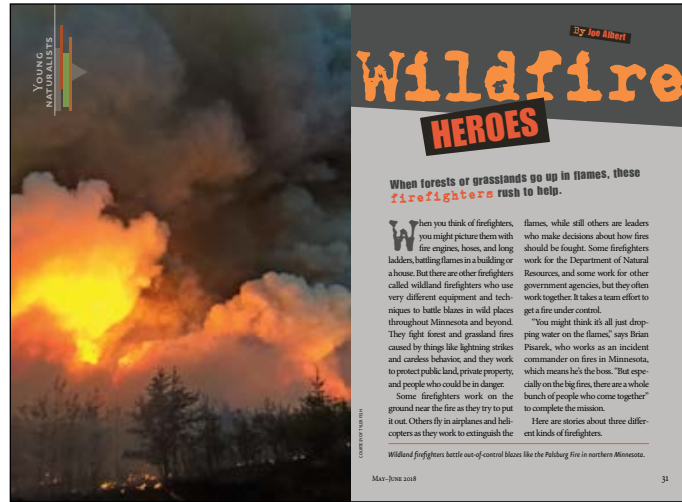 YOUNG
NATURALISTS
By Joe Albert
Wildfire
HEROES
When forests or grasslands go up in flames, these
firefighters rush to help.
When you think of firefighters,
you might picture them with
fire engines, hoses, and long
ladders, battling flames in a building or
a house. But there are other firefighters
called wildland firefighters who use
very different equipment and tech-
niques to battle blazes in wild places
throughout Minnesota and beyond.
They fight forest and grassland fires
caused by things like lightning strikes
and careless behavior, and they work
to protect public land, private property,
and people who could be in danger.
Some firefighters work on the
ground near the fire as they try to put
it out. Others fly in airplanes and heli-
copters as they work to extinguish the
flames, while still others are leaders
who make decisions about how fires
should be fought. Some firefighters
work for the Department of Natural
Resources, and some work for other
government agencies, but they often
work together. It takes a team effort to
get a fire under control.
“You might think it’s all just drop-
ping water on the flames,” says Brian
Pisarek, who works as an incident
commander on fires in Minnesota,
which means he’s the boss. “But espe-
cially on the big fires, there are a whole
bunch of people who come together”
to complete the mission.
Here are stories about three differ-
ent kinds of firefighters.
Wildland firefighters battle out-of-control blazes like the Palsburg Fire in northern Minnesota.
MAY–JUNE 2018
31